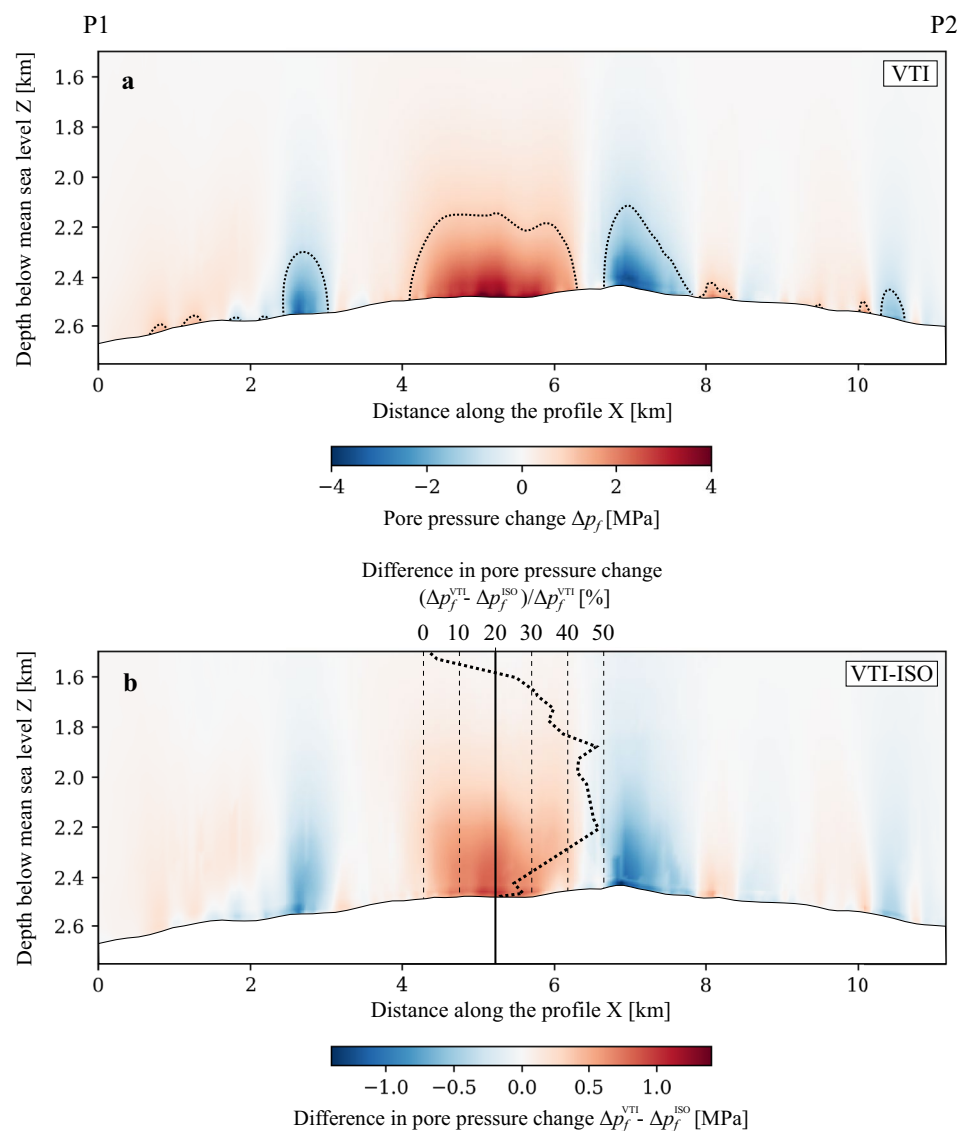 P1 P2
a VTI
1.6
1.8
2.0
2.2
2.4
2.6
Depth below mean sea level Z [km]
0 2 4 6 8 10
Distance along the profile X [km]
−4 −2 0 2 4
Pore pressure change Δp_f [MPa]
Difference in pore pressure change
(Δp_f^VTI - Δp_f^ISO)/Δp_f^VTI [%]
0 10 20 30 40 50
b VTI-ISO
1.6
1.8
2.0
2.2
2.4
2.6
Depth below mean sea level Z [km]
0 2 4 6 8 10
Distance along the profile X [km]
−1.0 −0.5 0.0 0.5 1.0
Difference in pore pressure change Δp_f^VTI - Δp_f^ISO [MPa]